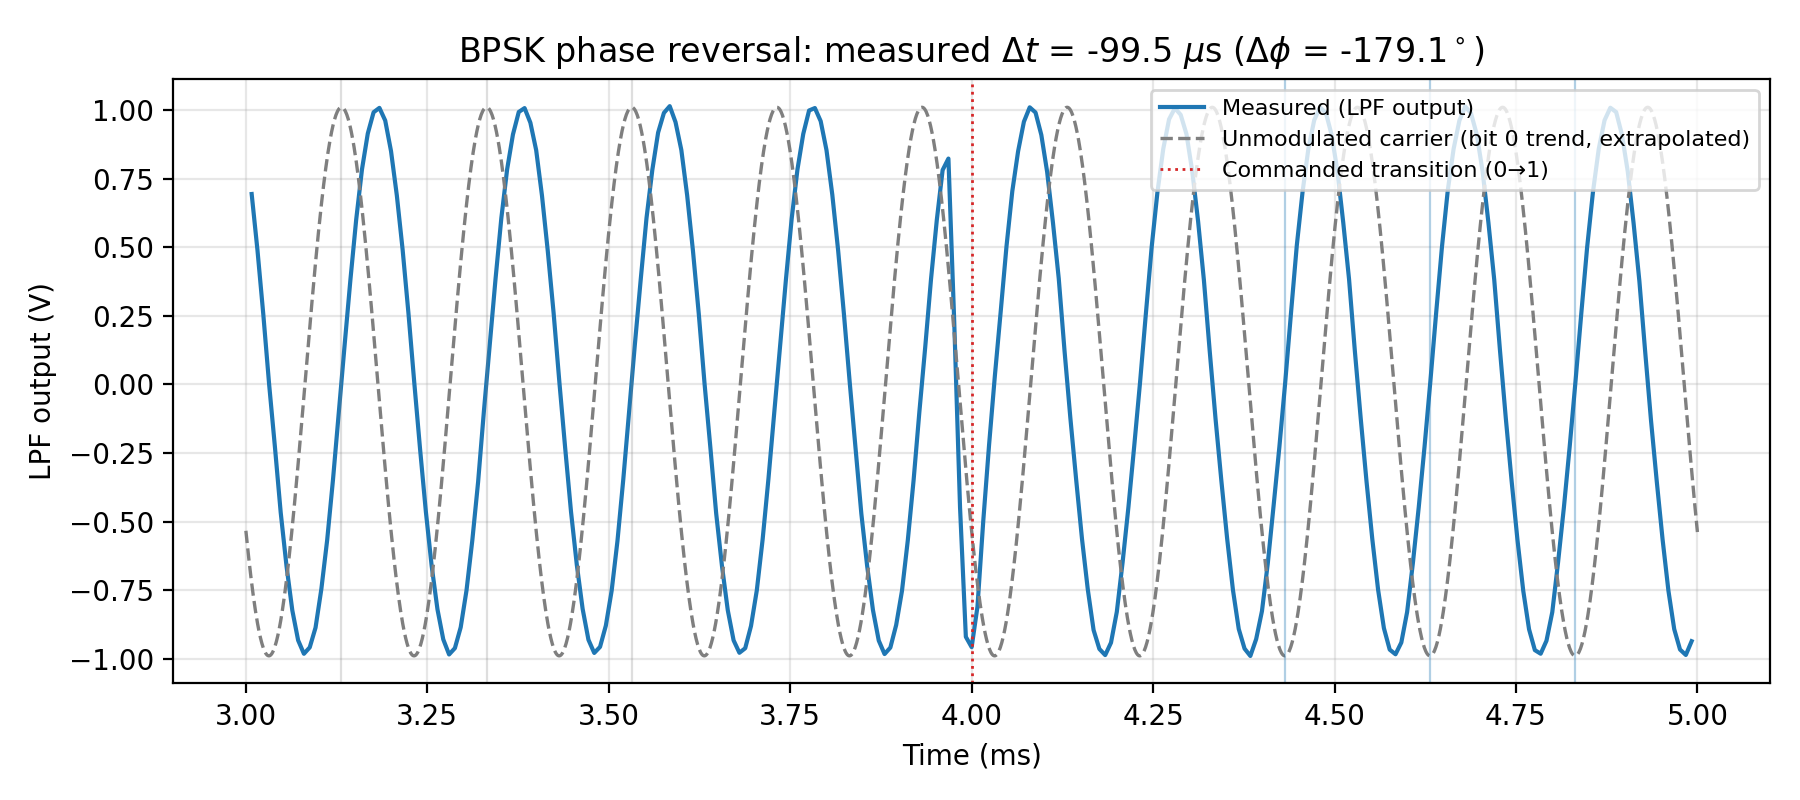 BPSK phase reversal: measured Δt = -99.5 μs (Δϕ = -179.1°)
Measured (LPF output)
Unmodulated carrier (bit 0 trend, extrapolated)
Commanded transition (0→1)
LPF output (V)
1.00
0.75
0.50
0.25
0.00
−0.25
−0.50
−0.75
−1.00
3.00 3.25 3.50 3.75 4.00 4.25 4.50 4.75 5.00
Time (ms)